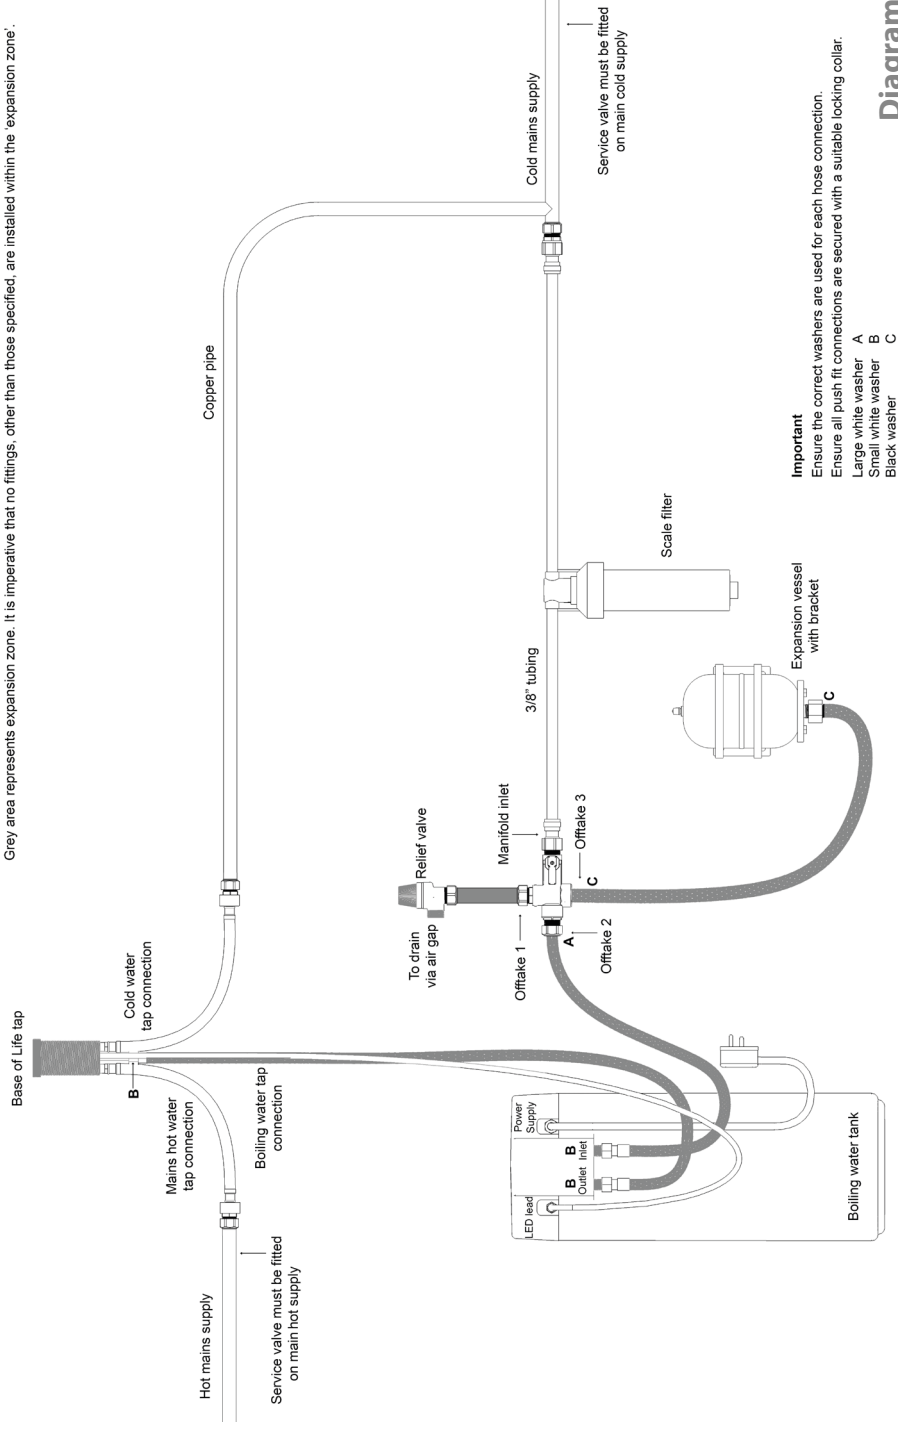 Grey area represents expansion zone. It is imperative that no fittings, other than those specified, are installed within the 'expansion zone'.
Base of Life tap
Cold water
tap connection
B
Mains hot water
tap connection
Boiling water tap
connection
Hot mains supply
Service valve must be fitted
on main hot supply
Copper pipe
Cold mains supply
Service valve must be fitted
on main cold supply
To drain
via air gap
Relief valve
Manifold inlet
3/8” tubing
Scale filter
Offtake 1
A
Offtake 2
C
Offtake 3
Expansion vessel
with bracket
C
LED lead
B
Outlet
B
Inlet
Power
Supply
Boiling water tank
Important
Ensure the correct washers are used for each hose connection.
Ensure all push fit connections are secured with a suitable locking collar.
Large white washer A
Small white washer B
Black washer C
Diagram